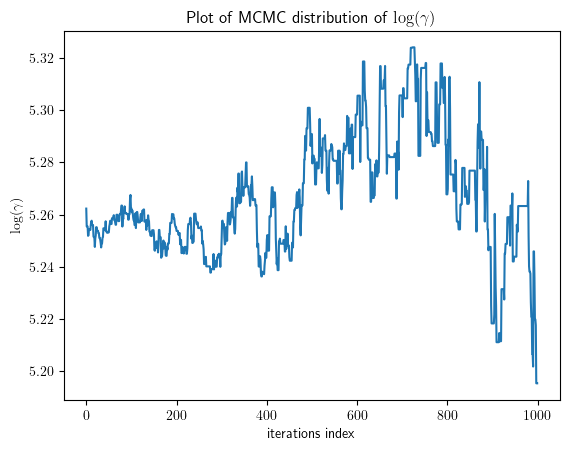 Plot of MCMC distribution of log(γ)
log(γ)
5.32
5.30
5.28
5.26
5.24
5.22
5.20
0 200 400 600 800 1000
iterations index